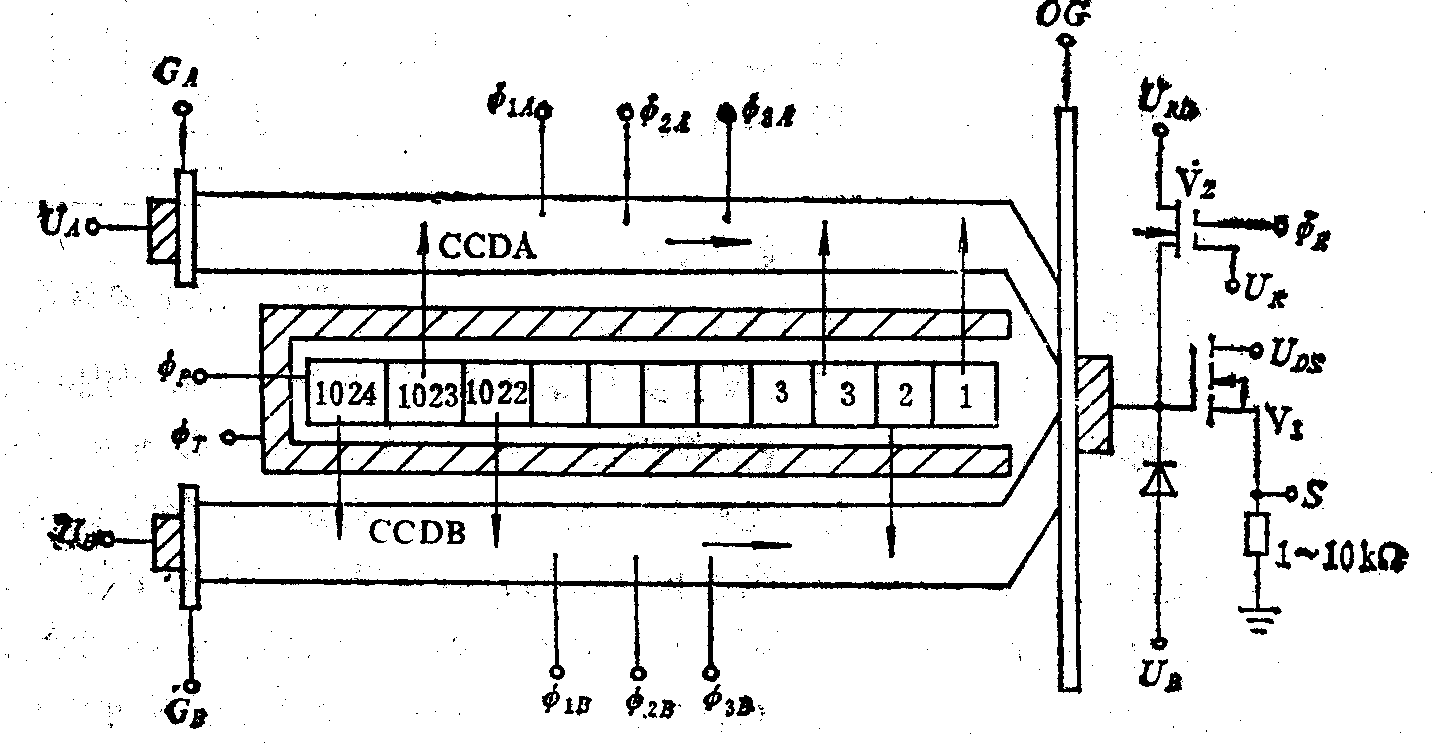 OG
G_A
ϕ_1A ϕ_2A ϕ_3A
U_RD
V_2
U_A
CCDA
ϕ_R
U_R
ϕ_P
1024 1023 1022 3 3 2 1
U_DS
ϕ_T
V_1
S
CCDB
1~10kΩ
ϕ_1B ϕ_2B ϕ_3B
U_B
G_B